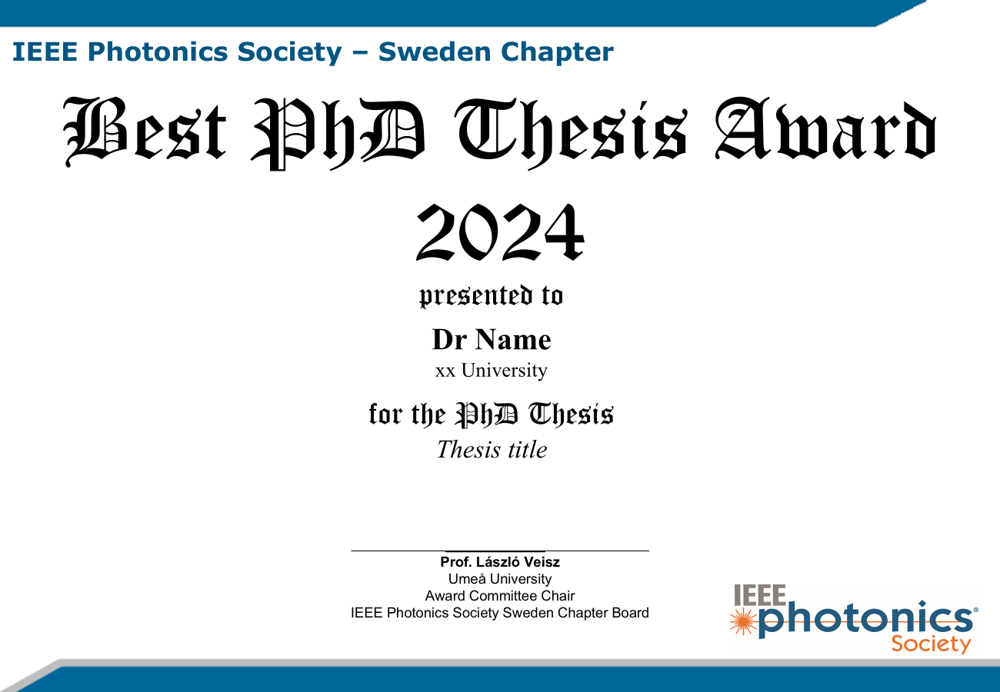 IEEE Photonics Society – Sweden Chapter
Best PhD Thesis Award
2024
presented to
Dr Name
xx University
for the PhD Thesis
Thesis title
Prof. László Veisz
Umeå University
Award Committee Chair
IEEE Photonics Society Sweden Chapter Board
IEEE
photonics®
Society